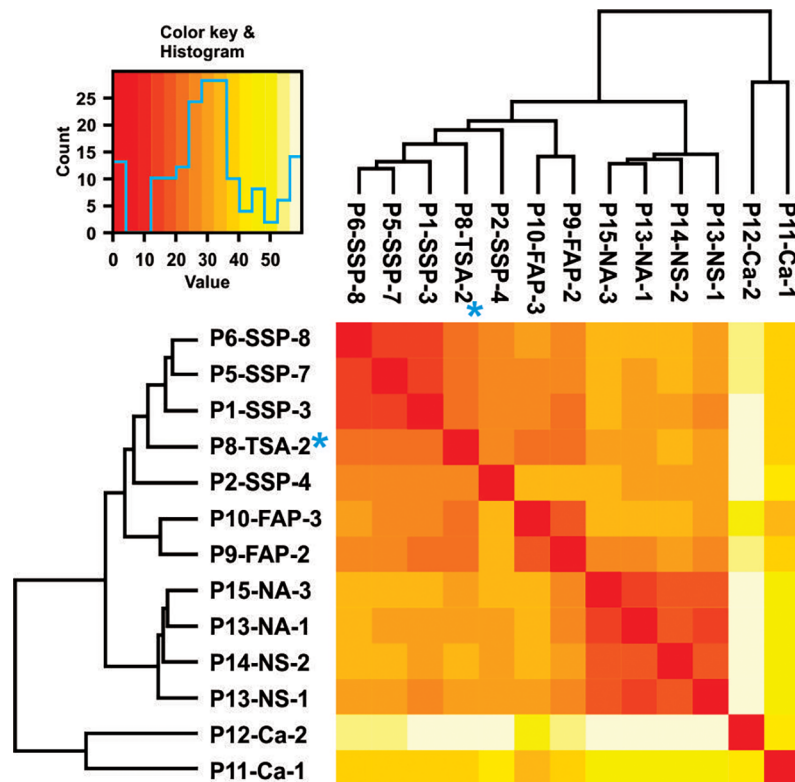 Color key &
Histogram
25
20
15
10
5
0
Count
0 10 20 30 40 50
Value
P6-SSP-8
P5-SSP-7
P1-SSP-3
P8-TSA-2*
P2-SSP-4
P10-FAP-3
P9-FAP-2
P15-NA-3
P13-NA-1
P14-NS-2
P13-NS-1
P12-Ca-2
P11-Ca-1
P6-SSP-8
P5-SSP-7
P1-SSP-3
P8-TSA-2*
P2-SSP-4
P10-FAP-3
P9-FAP-2
P15-NA-3
P13-NA-1
P14-NS-2
P13-NS-1
P12-Ca-2
P11-Ca-1